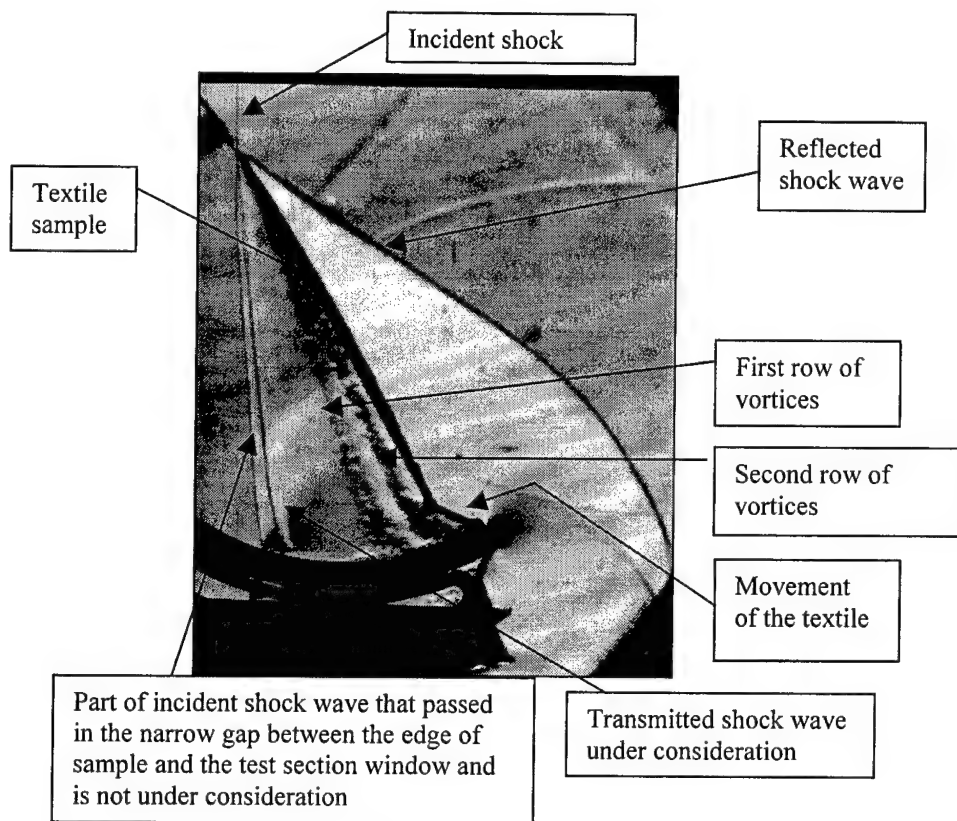 Incident shock
Reflected
shock wave
Textile
sample
First row of
vortices
Second row of
vortices
Movement
of the textile
Part of incident shock wave that passed
in the narrow gap between the edge of
sample and the test section window and
is not under consideration
Transmitted shock wave
under consideration